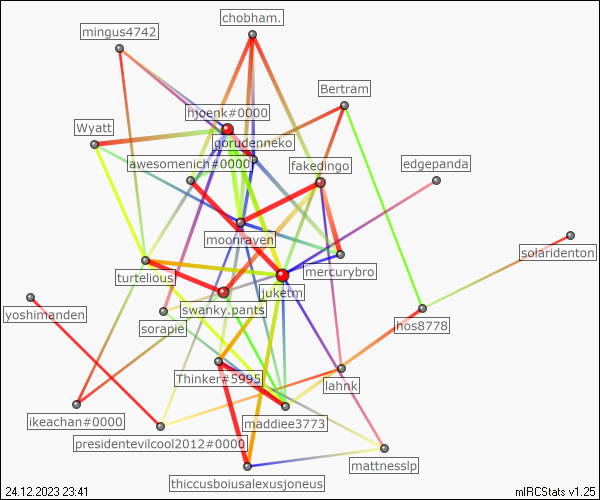 chobham.
mingus4742
Bertram
hjoenk#0000
Wyatt
gorudenneko
lawesomenich#0000
fakedingo
edgepanda
moonraven
solaridenton
mercurybro
turtelious
juketm
swanky.pants
yoshimanden
sorapie
hos8778
Thinker#5995
lahnk
ikeachan#0000
maddiee3773
presidentevilcool2012#0000
mattnesslp
thiccusboiusalexusjoneus
24.12.2023 23:41
mIRCStats v1.25